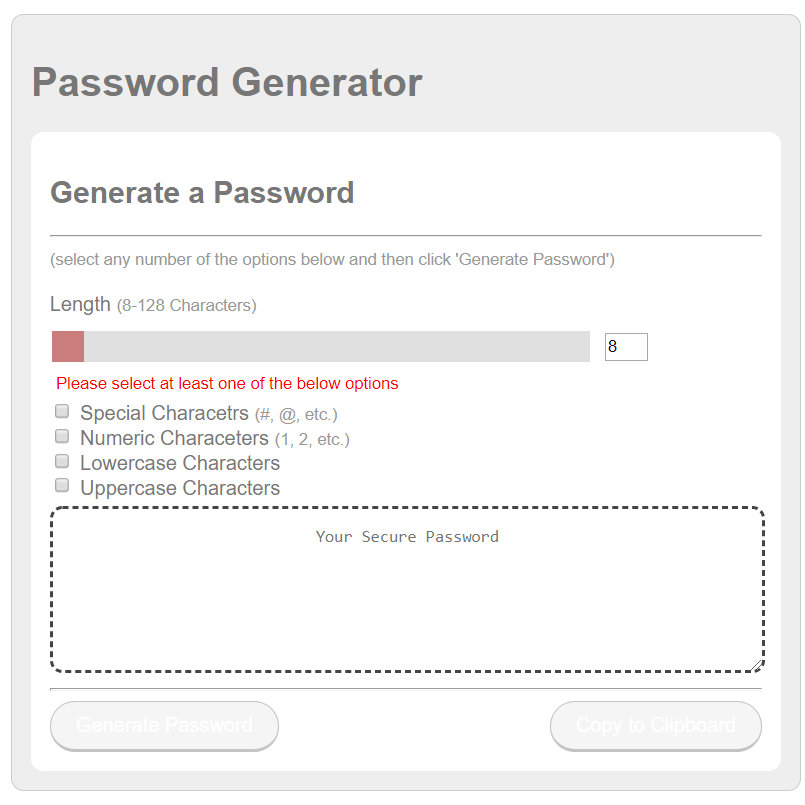 Password Generator
Generate a Password
(select any number of the options below and then click 'Generate Password')
Length (8-128 Characters)
8
Please select at least one of the below options
Special Characetrs (#, @, etc.)
Numeric Characeters (1, 2, etc.)
Lowercase Characters
Uppercase Characters
Your Secure Password
Generate Password
Copy to Clipboard